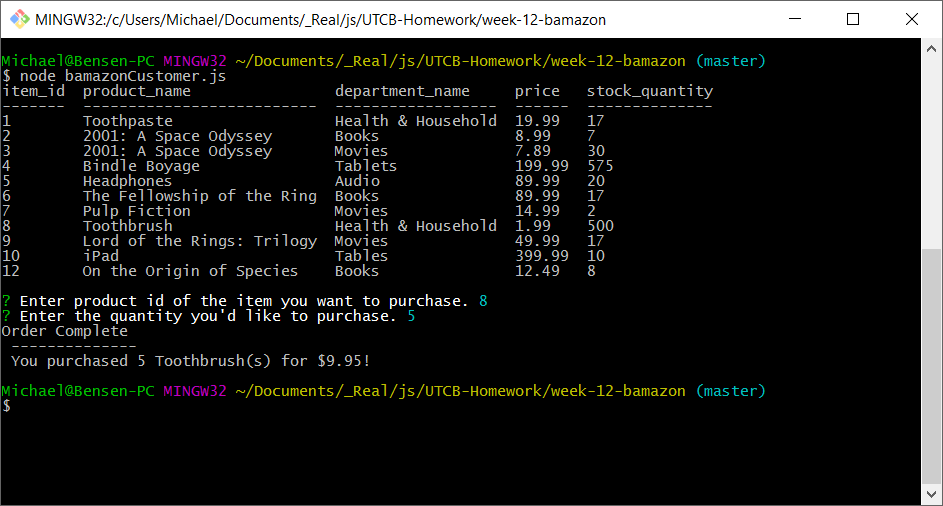 MINGW32:/c/Users/Michael/Documents/_Real/js/UTCB-Homework/week-12-bamazon
Michael@Bensen-PC MINGW32 ~/Documents/_Real/js/UTCB-Homework/week-12-bamazon (master)
$ node bamazonCustomer.js
item_id  product_name                department_name     price   stock_quantity
-------  --------------------------  ------------------  ------  --------------
1        Toothpaste                  Health & Household  19.99   17
2        2001: A Space Odyssey       Books               8.99    7
3        2001: A Space Odyssey       Movies              7.89    30
4        Bindle Boyage               Tablets             199.99  575
5        Headphones                  Audio               89.99   20
6        The Fellowship of the Ring  Books               89.99   17
7        Pulp Fiction                Movies              14.99   2
8        Toothbrush                  Health & Household  1.99    500
9        Lord of the Rings: Trilogy  Movies              49.99   17
10       iPad                        Tables              399.99  10
12       On the Origin of Species    Books               12.49   8
? Enter product id of the item you want to purchase. 8
? Enter the quantity you'd like to purchase. 5
Order Complete
 --------------
 You purchased 5 Toothbrush(s) for $9.95!
Michael@Bensen-PC MINGW32 ~/Documents/_Real/js/UTCB-Homework/week-12-bamazon (master)
$